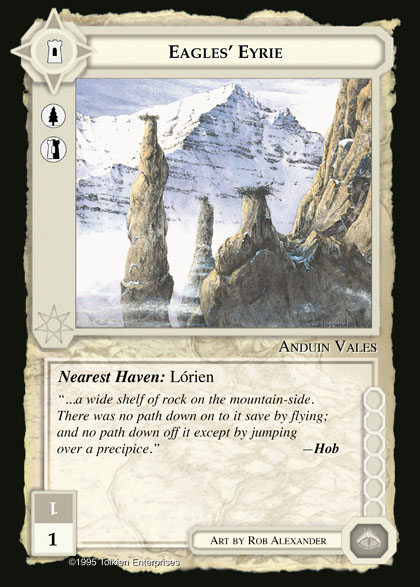 EAGLES' EYRIE
ANDUIN VALES
Nearest Haven: Lórien
“...a wide shelf of rock on the mountain-side.
There was no path down on to it save by flying;
and no path down off it except by jumping
over a precipice.” —Hob
1
1
ART BY ROB ALEXANDER
©1995 Tolkien Enterprises